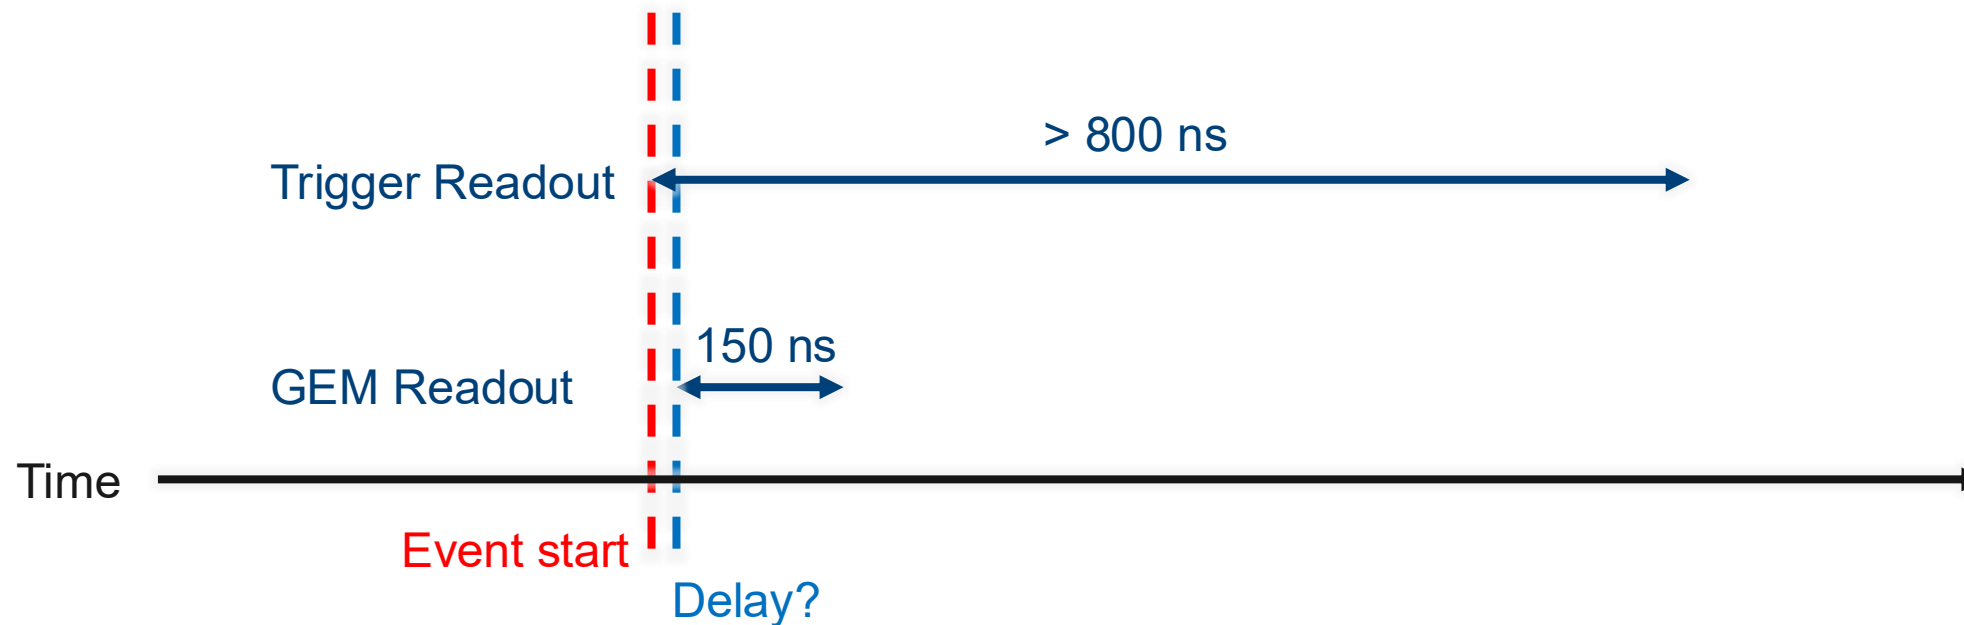 > 800 ns
Trigger Readout
150 ns
GEM Readout
Time
Event start
Delay?